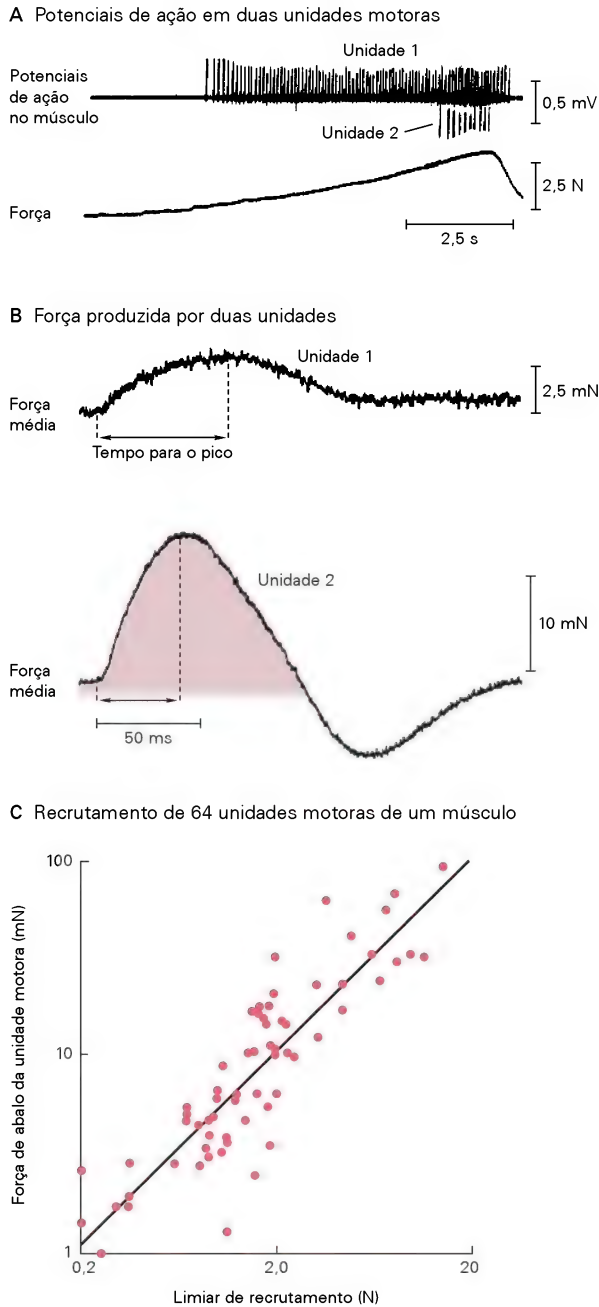 A Potenciais de ação em duas unidades motoras
Unidade 1
Potenciais
de ação
no músculo
0,5 mV
Unidade 2
Força
2,5 N
2,5 s
B Força produzida por duas unidades
Unidade 1
Força
média
2,5 mN
Tempo para o pico
Unidade 2
10 mN
Força
média
50 ms
C Recrutamento de 64 unidades motoras de um músculo
Força de abalo da unidade motora (mN)
100
10
1
0,2
2,0
20
Limiar de recrutamento (N)